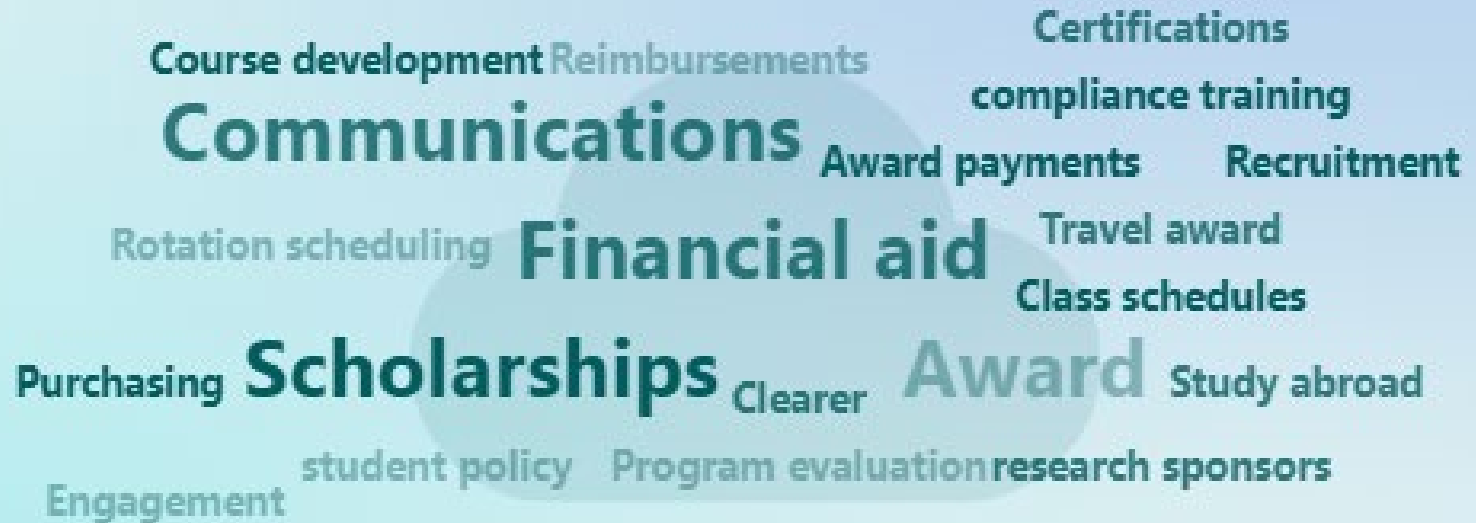 Certifications
Course development Reimbursements
compliance training
Communications
Award payments Recruitment
Rotation scheduling Financial aid Travel award
Class schedules
Purchasing Scholarships Clearer Award Study abroad
student policy Program evaluation research sponsors
Engagement